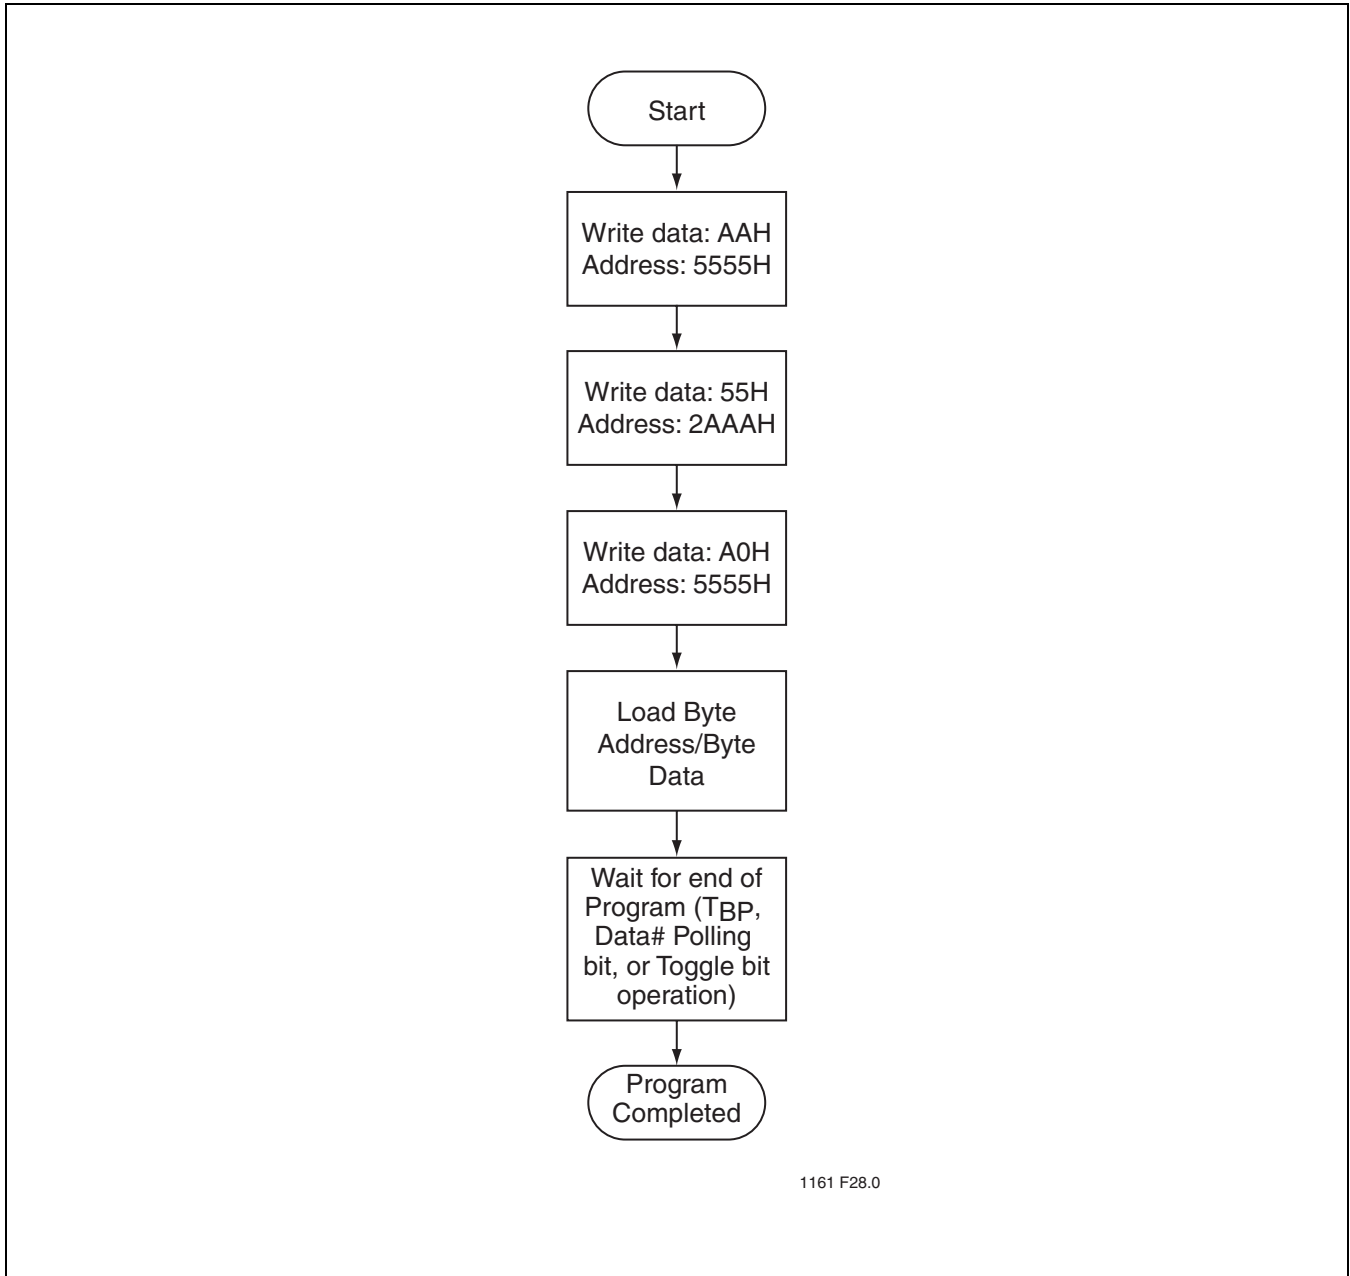 Start
Write data: AAH
Address: 5555H
Write data: 55H
Address: 2AAAH
Write data: A0H
Address: 5555H
Load Byte
Address/Byte
Data
Wait for end of
Program (TBP,
Data# Polling
bit, or Toggle bit
operation)
Program
Completed
1161 F28.0